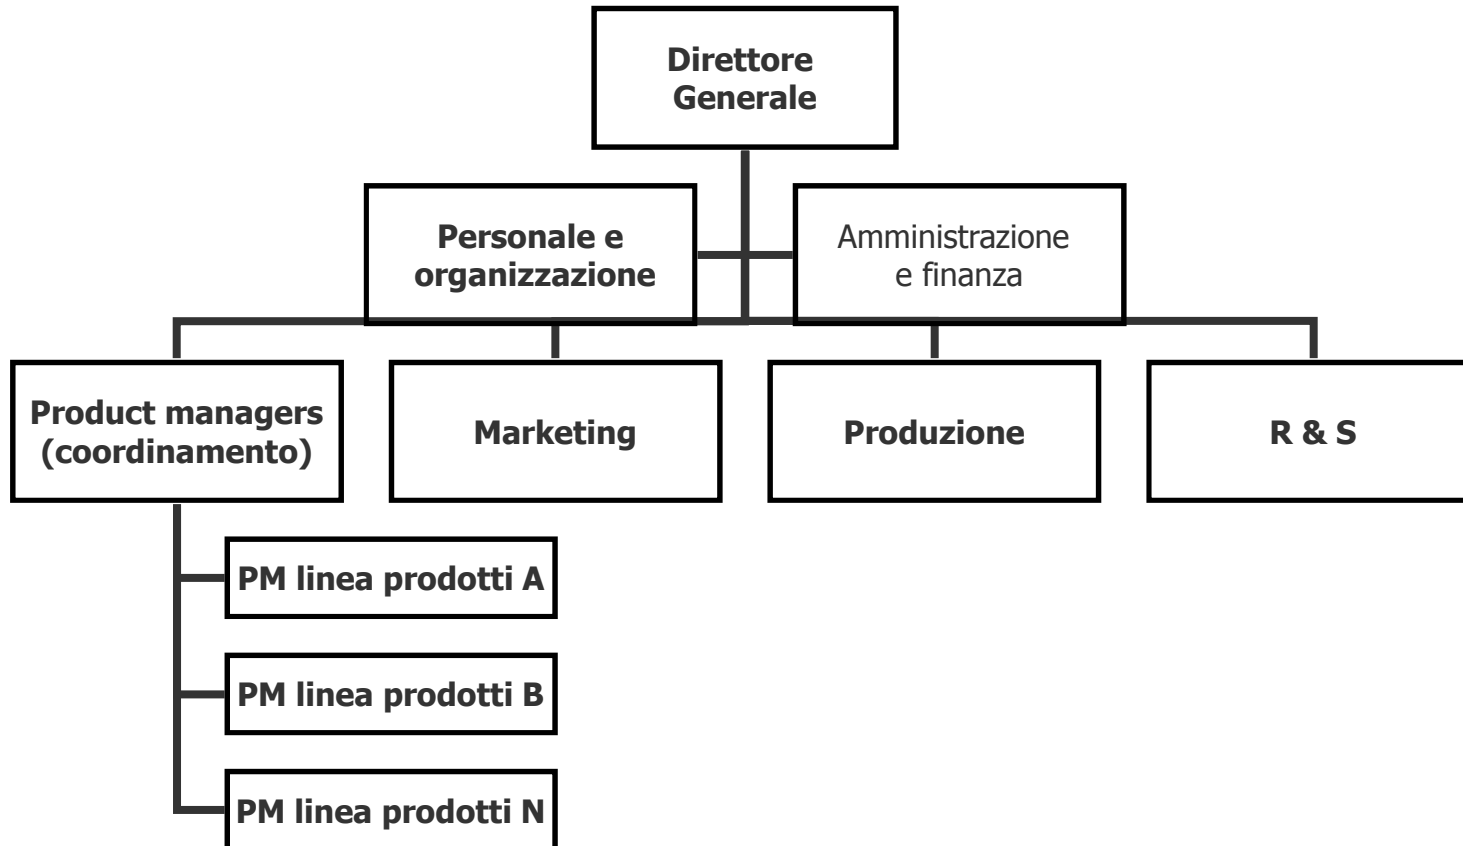 Direttore
Generale
Personale e
organizzazione
Amministrazione
e finanza
Product managers
(coordinamento)
Marketing
Produzione
R & S
PM linea prodotti A
PM linea prodotti B
PM linea prodotti N